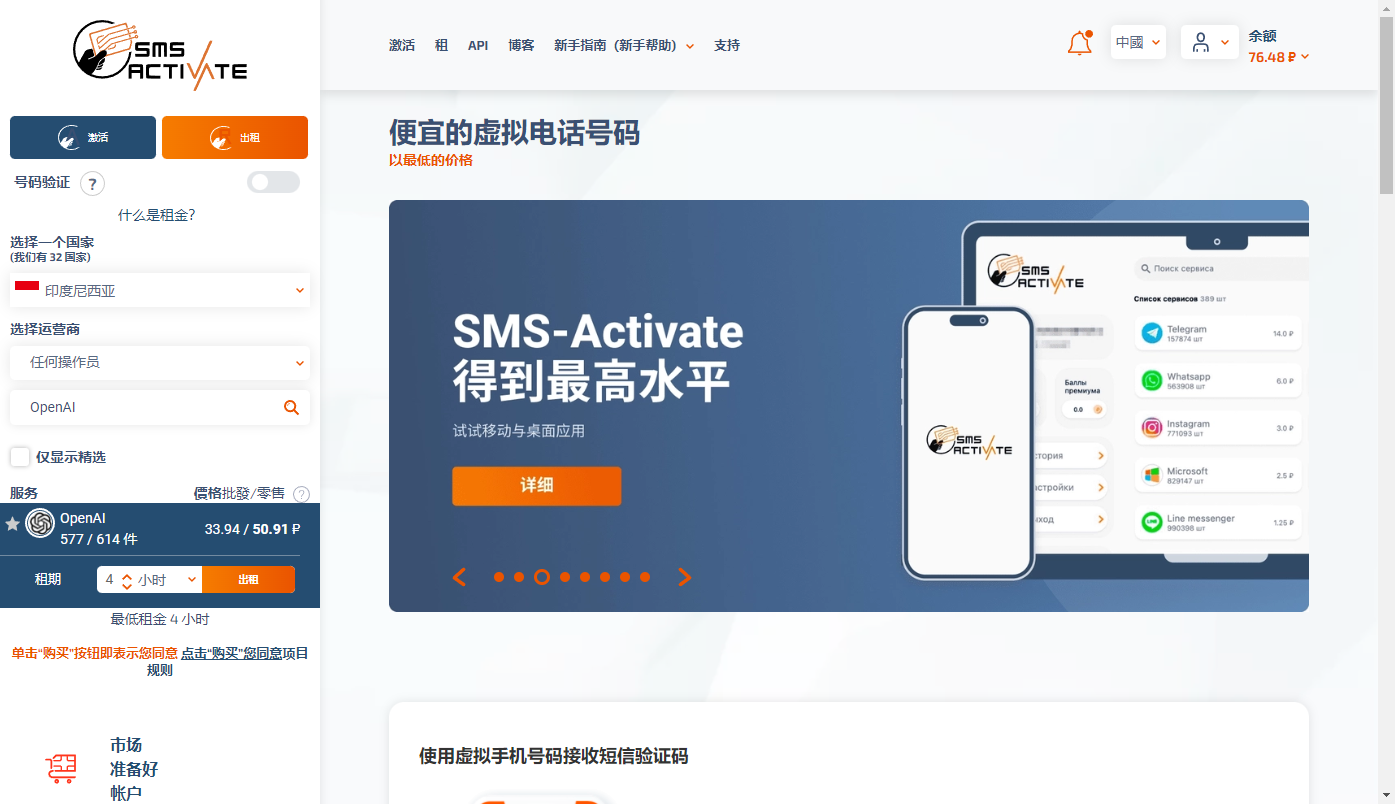 SMS
ACTIVATE
激活
租
API
博客
新手指南（新手帮助）
支持
中國
余额
76.48 ₽
激活
出租
号码验证
?
什么是租金?
选择一个国家
(我们有 32 国家)
印度尼西亚
选择运营商
任何操作员
OpenAI
仅显示精选
服务
價格批發/零售 ?
OpenAI
577 / 614 件
33.94 / 50.91 ₽
租期
4
小时
出租
最低租金 4 小时
单击“购买”按钮即表示您同意 点击“购买”您同意项目
规则
市场
准备好
帐户
便宜的虚拟电话号码
以最低的价格
SMS-Activate
得到最高水平
试试移动与桌面应用
详细
SMS
ACTIVATE
Поиск сервиса
Список сервисов 389 шт
Telegram
157874 шт
14.0 ₽
Whatsapp
563908 шт
6.0 ₽
Instagram
771093 шт
3.0 ₽
Microsoft
829147 шт
2.5 ₽
Line messenger
990398 шт
1.25 ₽
Баллы
премиума
0.0
стория
стройки
ход
SMS
ACTIVATE
使用虚拟手机号码接收短信验证码